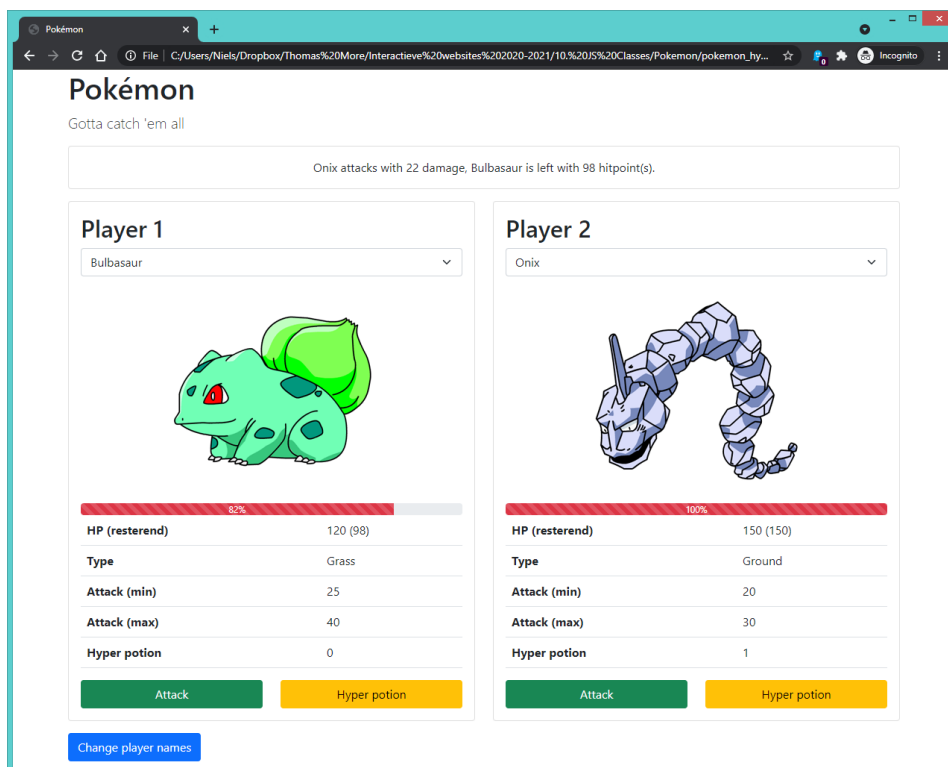 Pokémon
File | C:/Users/Niels/Dropbox/Thomas%20More/Interactieve%20websites%202020-2021/10.%20JS%20Classes/Pokemon/pokemon_hy...
0
Incognito
Pokémon
Gotta catch 'em all
Onix attacks with 22 damage, Bulbasaur is left with 98 hitpoint(s).
Player 1
Bulbasaur
82%
HP (resterend) 120 (98)
Type Grass
Attack (min) 25
Attack (max) 40
Hyper potion 0
Attack Hyper potion
Player 2
Onix
100%
HP (resterend) 150 (150)
Type Ground
Attack (min) 20
Attack (max) 30
Hyper potion 1
Attack Hyper potion
Change player names